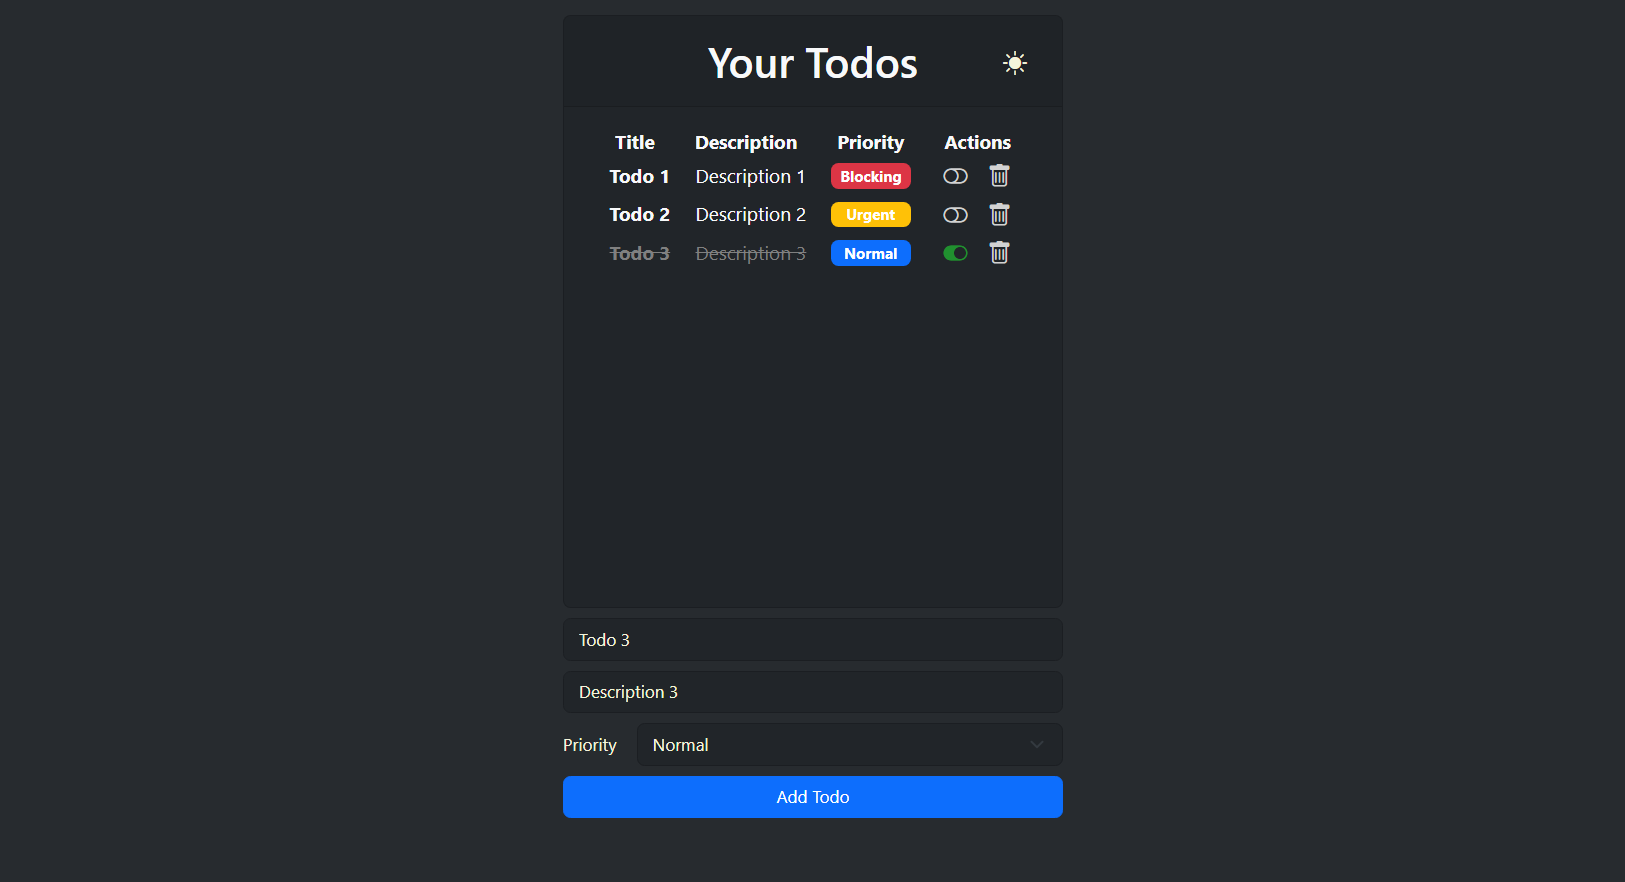 Your Todos
Title Description Priority Actions
Todo 1 Description 1 Blocking
Todo 2 Description 2 Urgent
Todo 3 Description 3 Normal
Todo 3
Description 3
Priority Normal
Add Todo